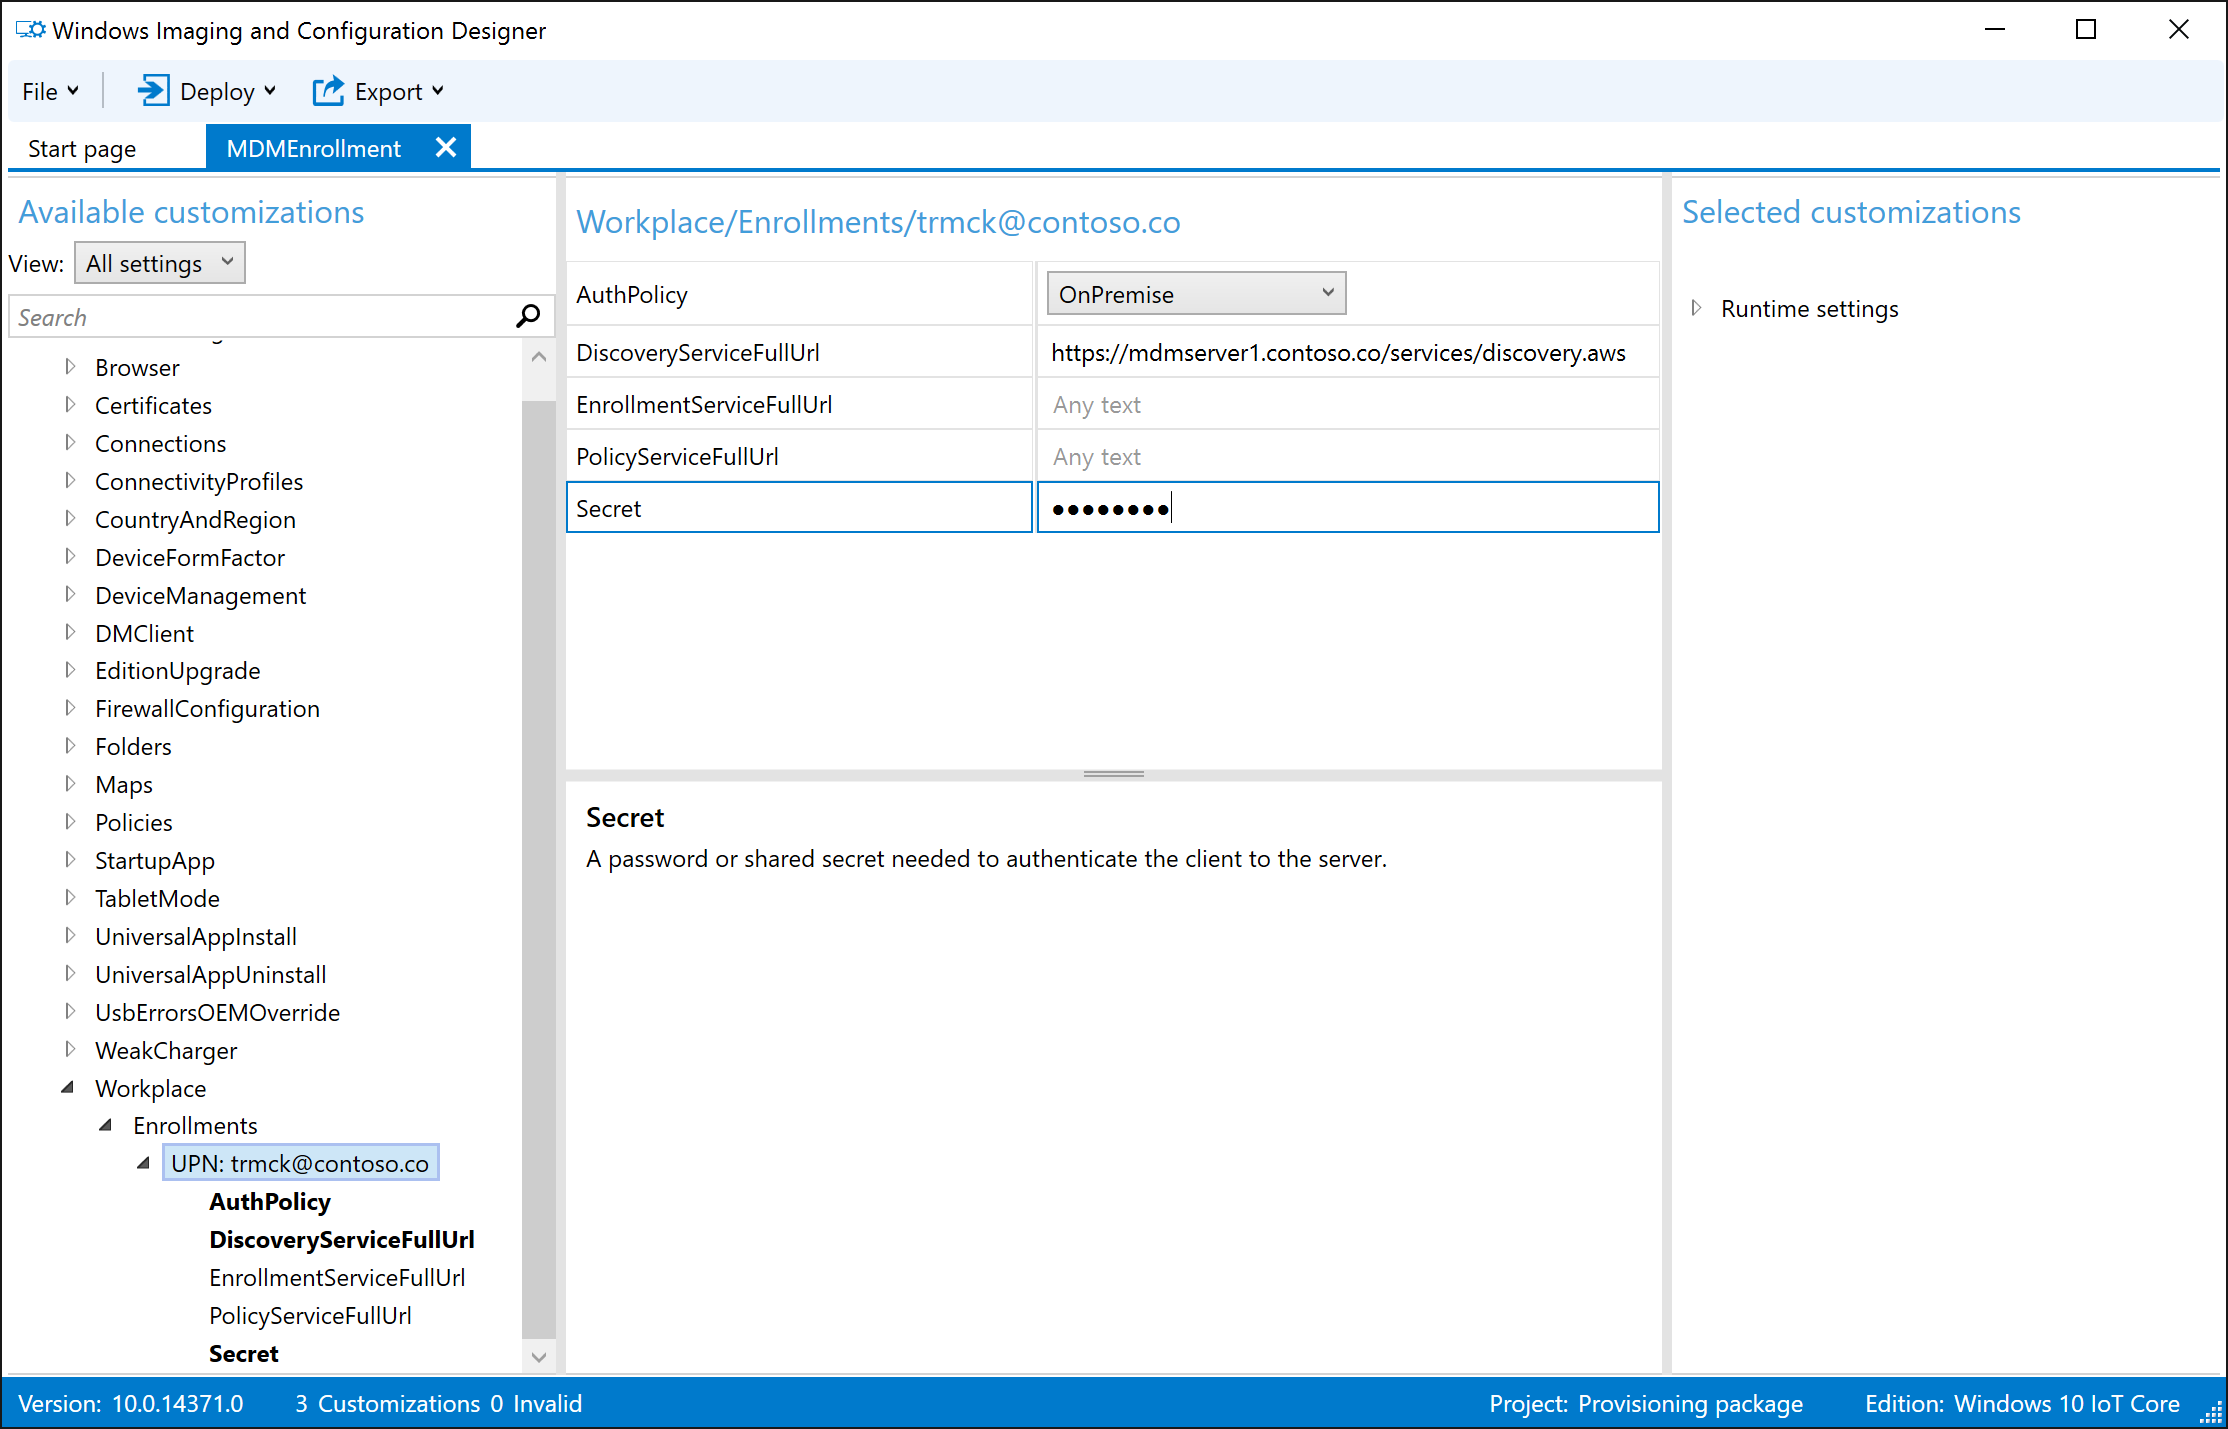 Windows Imaging and Configuration Designer
File
Deploy
Export
Start page
MDMEnrollment
Available customizations
View: All settings
Search
Browser
Certificates
Connections
ConnectivityProfiles
CountryAndRegion
DeviceFormFactor
DeviceManagement
DMClient
EditionUpgrade
FirewallConfiguration
Folders
Maps
Policies
StartupApp
TabletMode
UniversalAppInstall
UniversalAppUninstall
UsbErrorsOEMOverride
WeakCharger
Workplace
Enrollments
UPN: trmck@contoso.co
AuthPolicy
DiscoveryServiceFullUrl
EnrollmentServiceFullUrl
PolicyServiceFullUrl
Secret
Workplace/Enrollments/trmck@contoso.co
AuthPolicy OnPremise
DiscoveryServiceFullUrl https://mdmserver1.contoso.co/services/discovery.aws
EnrollmentServiceFullUrl Any text
PolicyServiceFullUrl Any text
Secret ●●●●●●●●
Secret
A password or shared secret needed to authenticate the client to the server.
Selected customizations
Runtime settings
Version: 10.0.14371.0 3 Customizations 0 Invalid Project: Provisioning package Edition: Windows 10 IoT Core